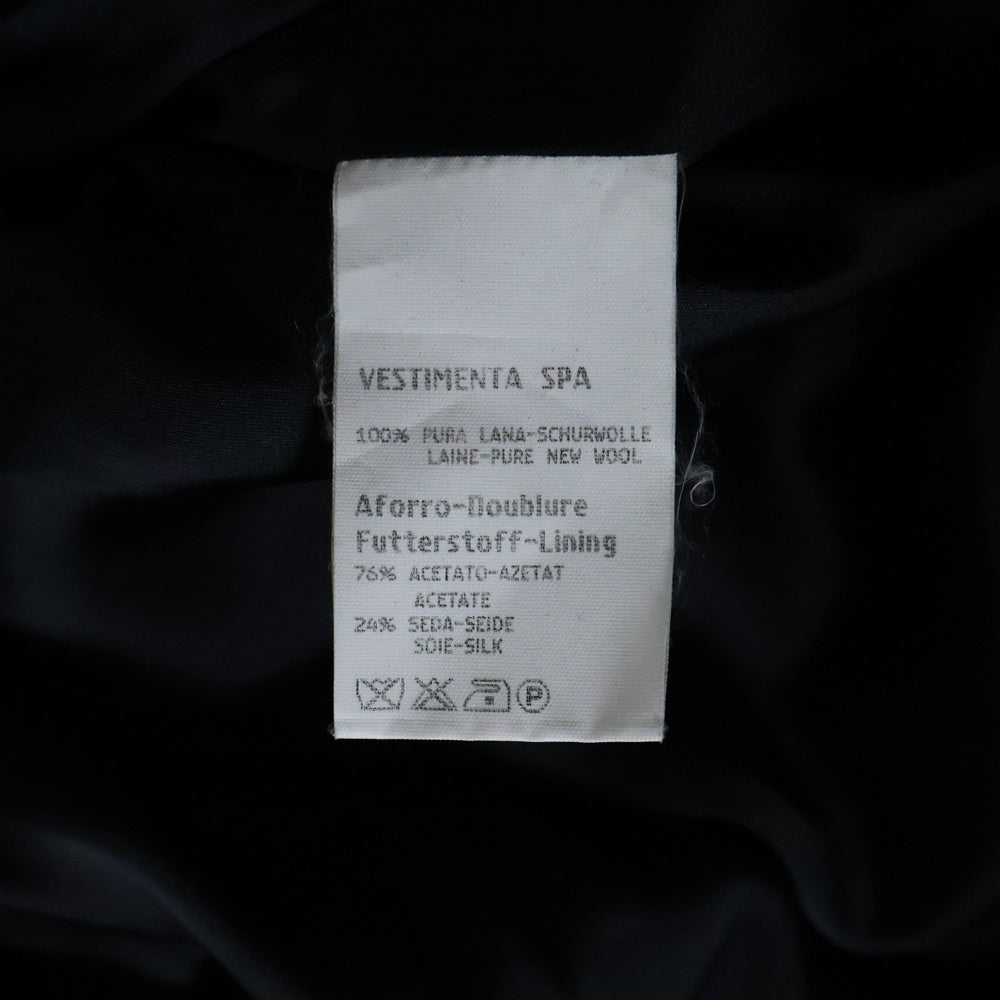 VESTIMENTA SPA
100% PURA LANA-SCHURWOLLE
LAINE-PURE NEW WOOL
Aforro-Doublure
Futterstoff-Lining
76% ACETATO-AZETAT
ACETATE
24% SEDA-SEIDE
SOIE-SILK
P